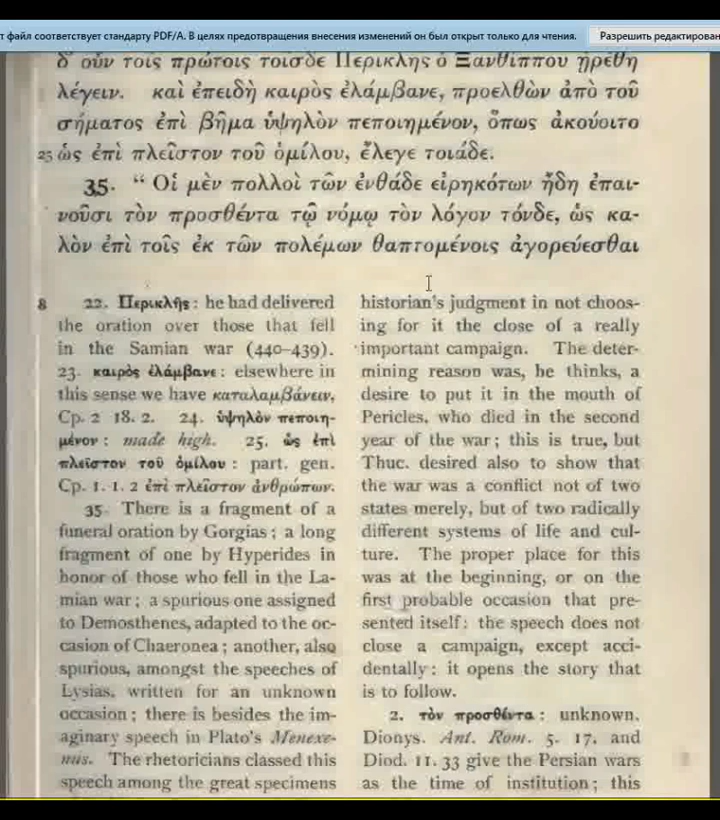 т файл соответствует стандарту PDF/A. В целях предотвращения внесения изменений он был открыт только для чтения.
Разрешить редактирован
δ' οὖν τοῖς πρώτοις τοῖσδε Περικλῆς ὁ Ξανθίππου ᾑρέθη
λέγειν. καὶ ἐπειδὴ καιρὸς ἐλάμβανε, προελθὼν ἀπὸ τοῦ
σήματος ἐπὶ βῆμα ὑψηλὸν πεποιημένον, ὅπως ἀκούοιτο
25 ὡς ἐπὶ πλεῖστον τοῦ ὁμίλου, ἔλεγε τοιάδε.
35. “ Οἱ μὲν πολλοὶ τῶν ἐνθάδε εἰρηκότων ἤδη ἐπαι-
νοῦσι τὸν προσθέντα τῷ νόμῳ τὸν λόγον τόνδε, ὡς κα-
λὸν ἐπὶ τοῖς ἐκ τῶν πολέμων θαπτομένοις ἀγορεύεσθαι
8 22. Περικλῆς: he had delivered
the oration over those that fell
in the Samian war (440–439).
23. καιρὸς ἐλάμβανε: elsewhere in
this sense we have καταλαμβάνειν.
Cp. 2 18. 2. 24. ὑψηλὸν πεποιη-
μένον: made high. 25. ὡς ἐπὶ
πλεῖστον τοῦ ὁμίλου: part. gen.
Cp. 1. 1. 2 ἐπὶ πλεῖστον ἀνθρώπων.
35. There is a fragment of a
funeral oration by Gorgias; a long
fragment of one by Hyperides in
honor of those who fell in the La-
mian war; a spurious one assigned
to Demosthenes, adapted to the oc-
casion of Chaeronea; another, also
spurious, amongst the speeches of
Lysias, written for an unknown
occasion; there is besides the im-
aginary speech in Plato's Menexe-
nus. The rhetoricians classed this
speech among the great specimens
historian's judgment in not choos-
ing for it the close of a really
important campaign. The deter-
mining reason was, he thinks, a
desire to put it in the mouth of
Pericles, who died in the second
year of the war; this is true, but
Thuc. desired also to show that
the war was a conflict not of two
states merely, but of two radically
different systems of life and cul-
ture. The proper place for this
was at the beginning, or on the
first probable occasion that pre-
sented itself: the speech does not
close a campaign, except acci-
dentally: it opens the story that
is to follow.
2. τὸν προσθέντα: unknown.
Dionys. Ant. Rom. 5. 17, and
Diod. 11. 33 give the Persian wars
as the time of institution; this